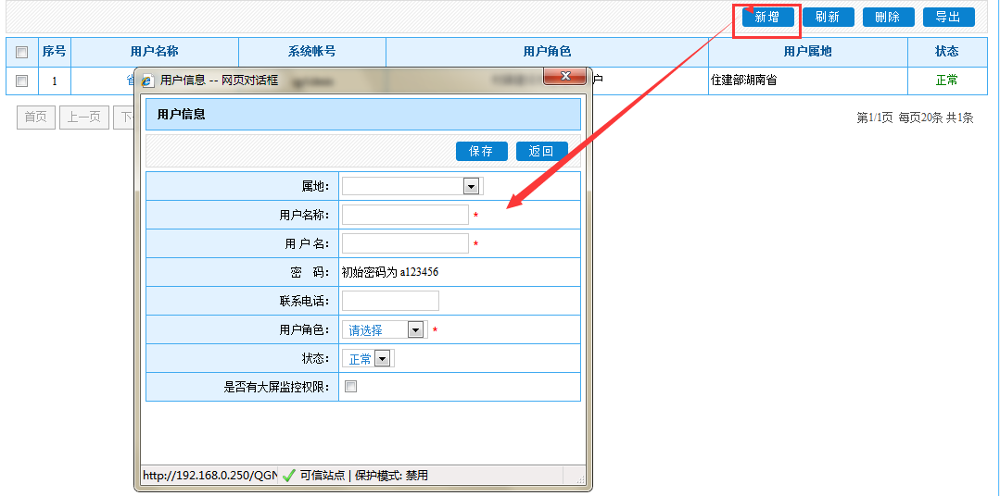 新增 刷新 删除 导出
序号 用户名称 系统帐号 用户角色 用户属地 状态
1 省 户 住建部湖南省 正常
首页 上一页 下 第1/1页 每页20条 共1条
用户信息 -- 网页对话框
用户信息
保存 返回
属地：
用户名称： *
用 户 名： *
密 码： 初始密码为 a123456
联系电话：
用户角色： 请选择 *
状态： 正常
是否有大屏监控权限：
http://192.168.0.250/QGN 可信站点 | 保护模式: 禁用